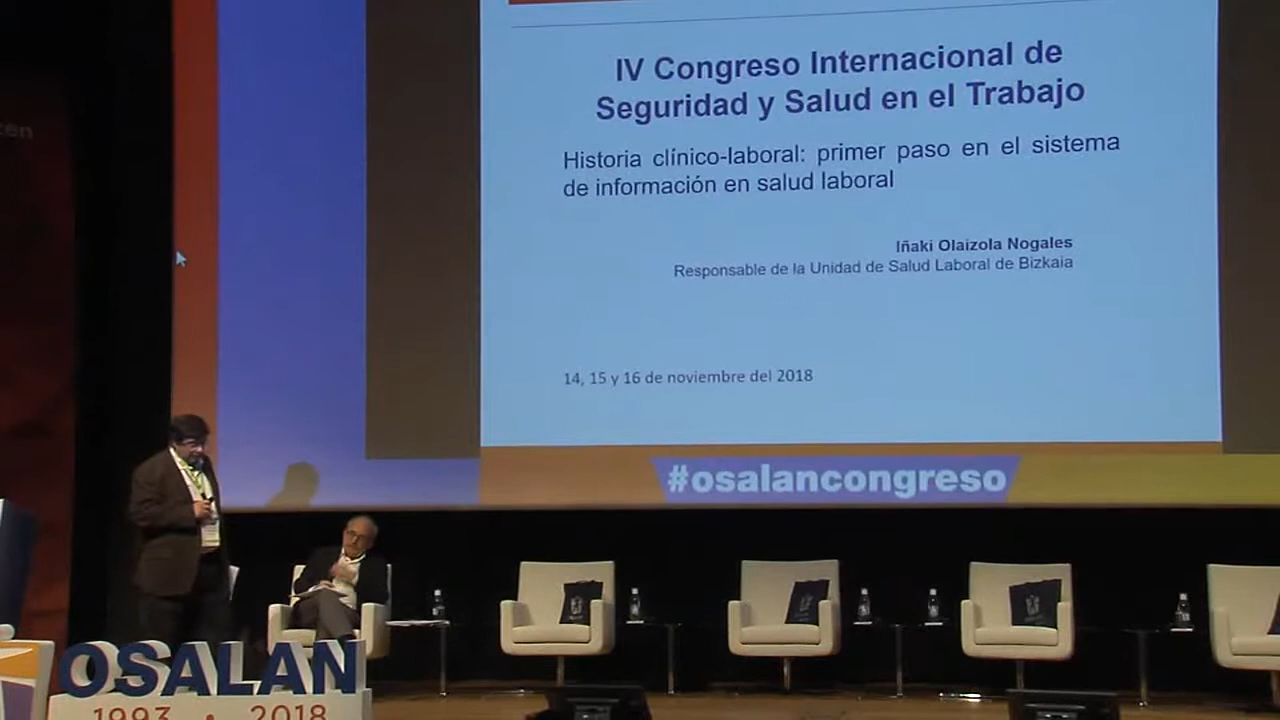 IV Congreso Internacional de
Seguridad y Salud en el Trabajo
Historia clínico-laboral: primer paso en el sistema
de información en salud laboral
Iñaki Olaizola Nogales
Responsable de la Unidad de Salud Laboral de Bizkaia
14, 15 y 16 de noviembre del 2018
#osalancongreso
OSALAN
1993 • 2018